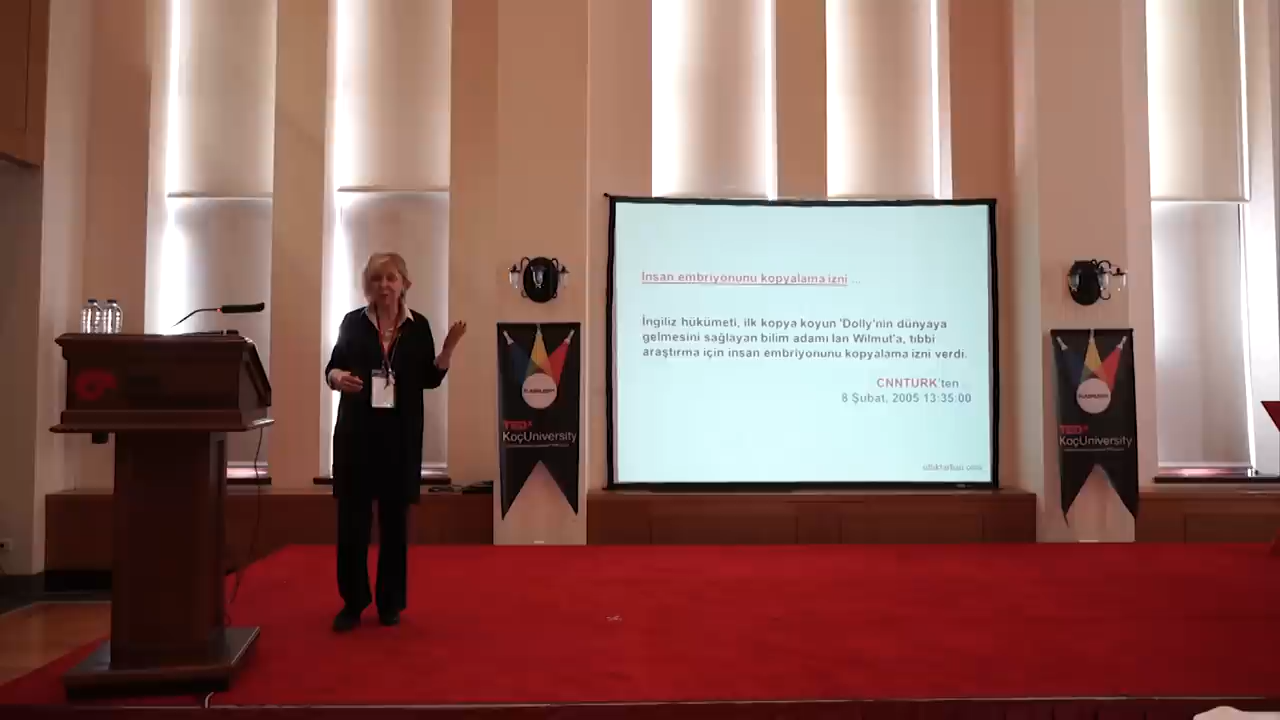 İnsan embriyonunu kopyalama izni ...
İngiliz hükümeti, ilk kopya koyun 'Dolly'nin dünyaya
gelmesini sağlayan bilim adamı Ian Wilmut'a, tıbbi
araştırma için insan embriyonunu kopyalama izni verdi.
CNNTURK'ten
8 Şubat, 2005 13:35:00
TEDx
KoçUniversity
TEDx
KoçUniversity